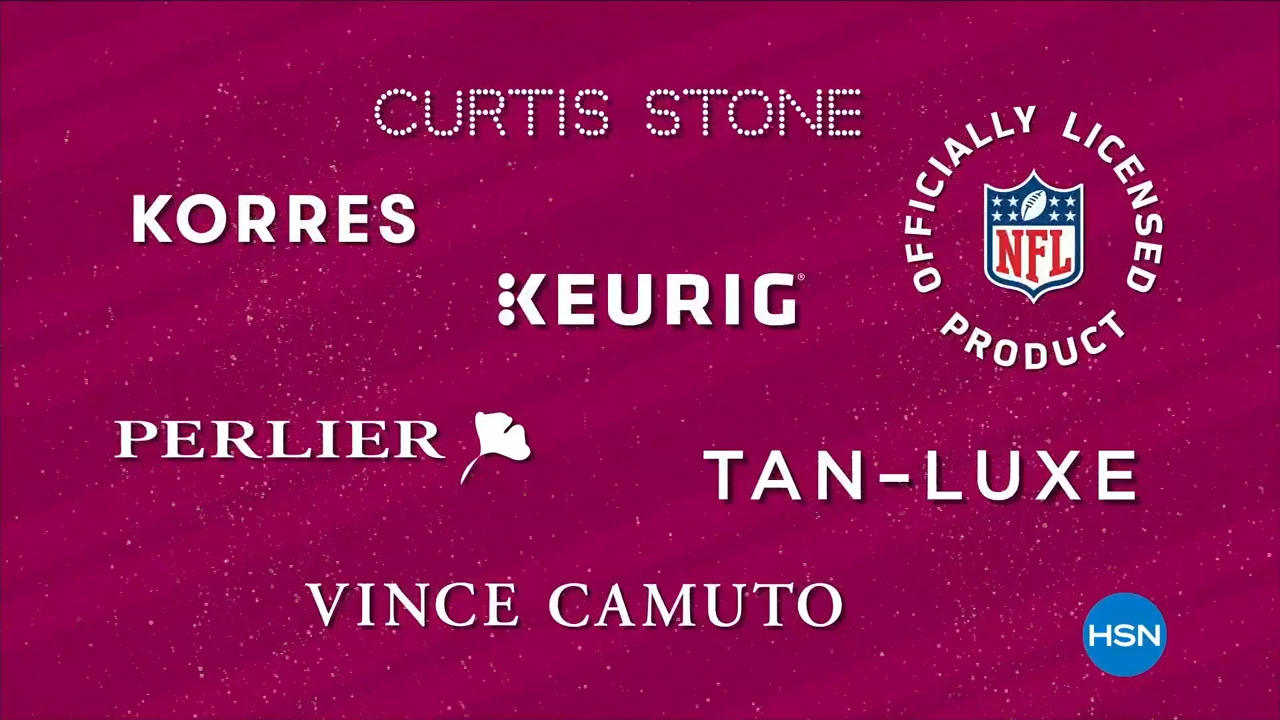 CURTIS STONE
OFFICIALLY LICENSED
NFL
PRODUCT
KORRES
KEURIG®
PERLIER
TAN-LUXE
VINCE CAMUTO
HSN